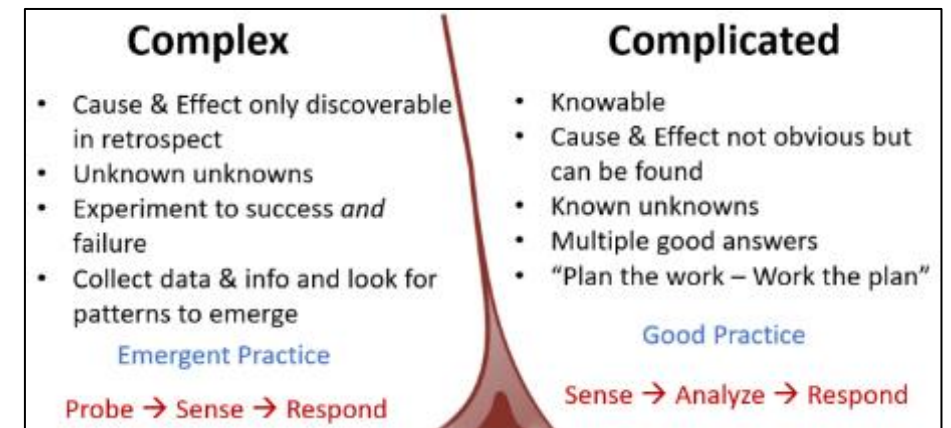 Complex
• Cause & Effect only discoverable
in retrospect
• Unknown unknowns
• Experiment to success and
failure
• Collect data & info and look for
patterns to emerge
Emergent Practice
Probe → Sense → Respond
Complicated
• Knowable
• Cause & Effect not obvious but
can be found
• Known unknowns
• Multiple good answers
• “Plan the work – Work the plan”
Good Practice
Sense → Analyze → Respond